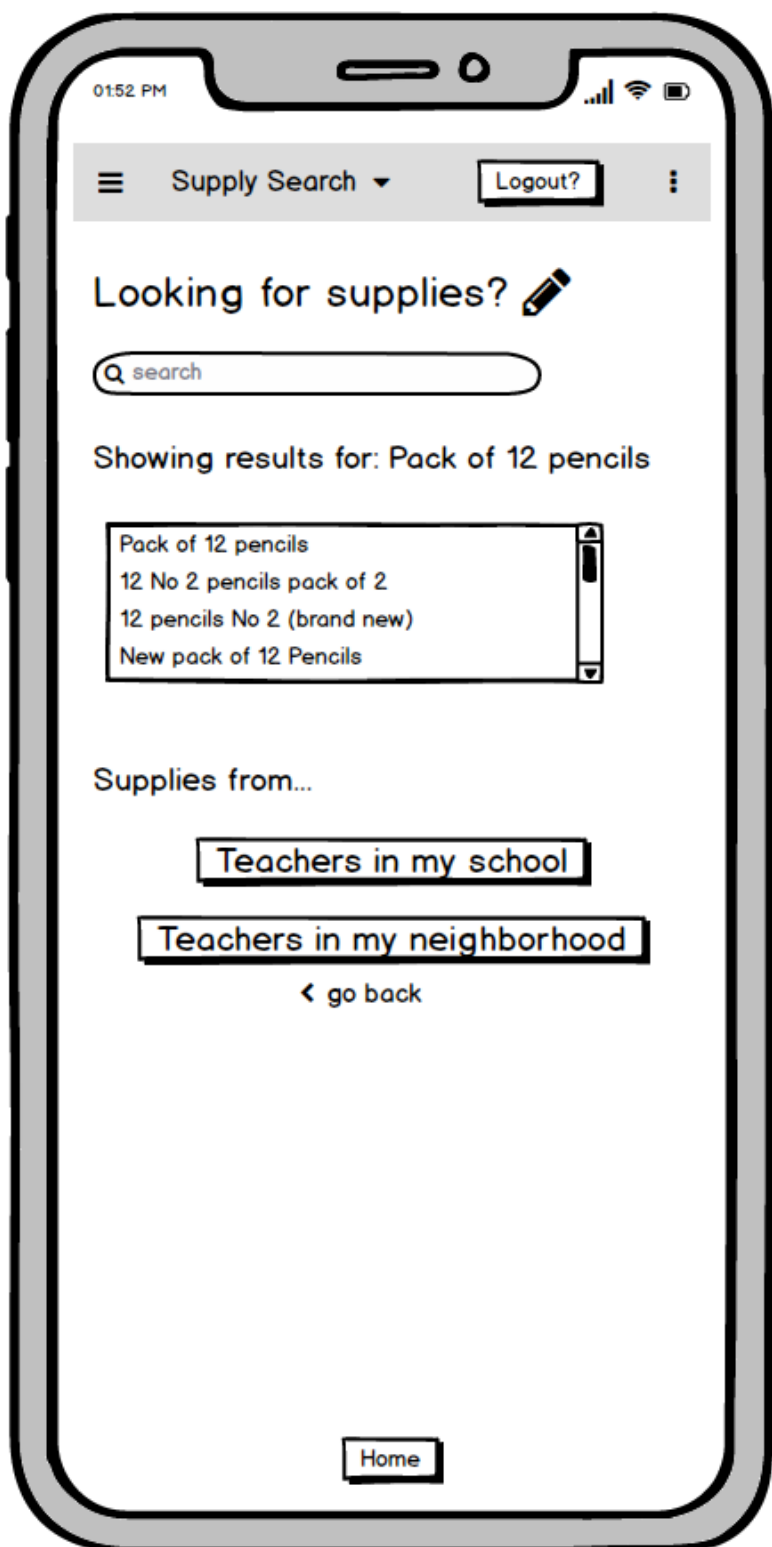 01:52 PM
Supply Search Logout?
Looking for supplies?
search
Showing results for: Pack of 12 pencils
Pack of 12 pencils
12 No 2 pencils pack of 2
12 pencils No 2 (brand new)
New pack of 12 Pencils
Supplies from...
Teachers in my school
Teachers in my neighborhood
go back
Home